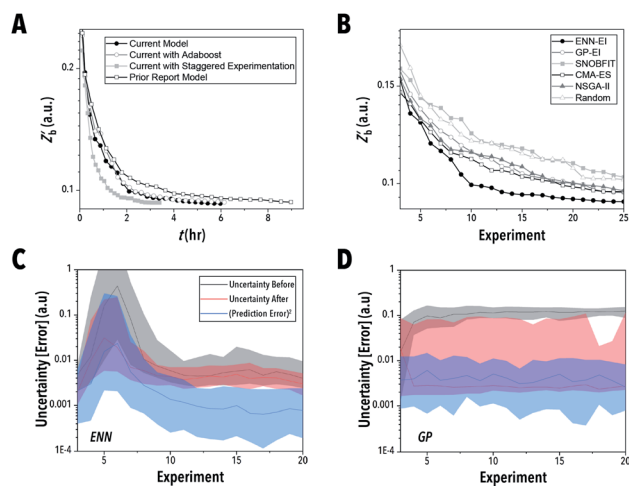 A
Z′b (a.u.)
0.2
0.1
Current Model
Current with Adaboost
Current with Staggered Experimentation
Prior Report Model
0 2 4 6 8
t(hr)
B
Z′b (a.u.)
0.15
0.1
ENN-EI
GP-EI
SNOBFIT
CMA-ES
NSGA-II
Random
5 10 15 20 25
Experiment
C
Uncertainty [Error] (a.u)
1
0.1
0.01
0.001
1E-4
Uncertainty Before
Uncertainty After
(Prediction Error)²
ENN
5 10 15 20
Experiment
D
Uncertainty [Error] (a.u)
1
0.1
0.01
0.001
1E-4
GP
5 10 15 20
Experiment